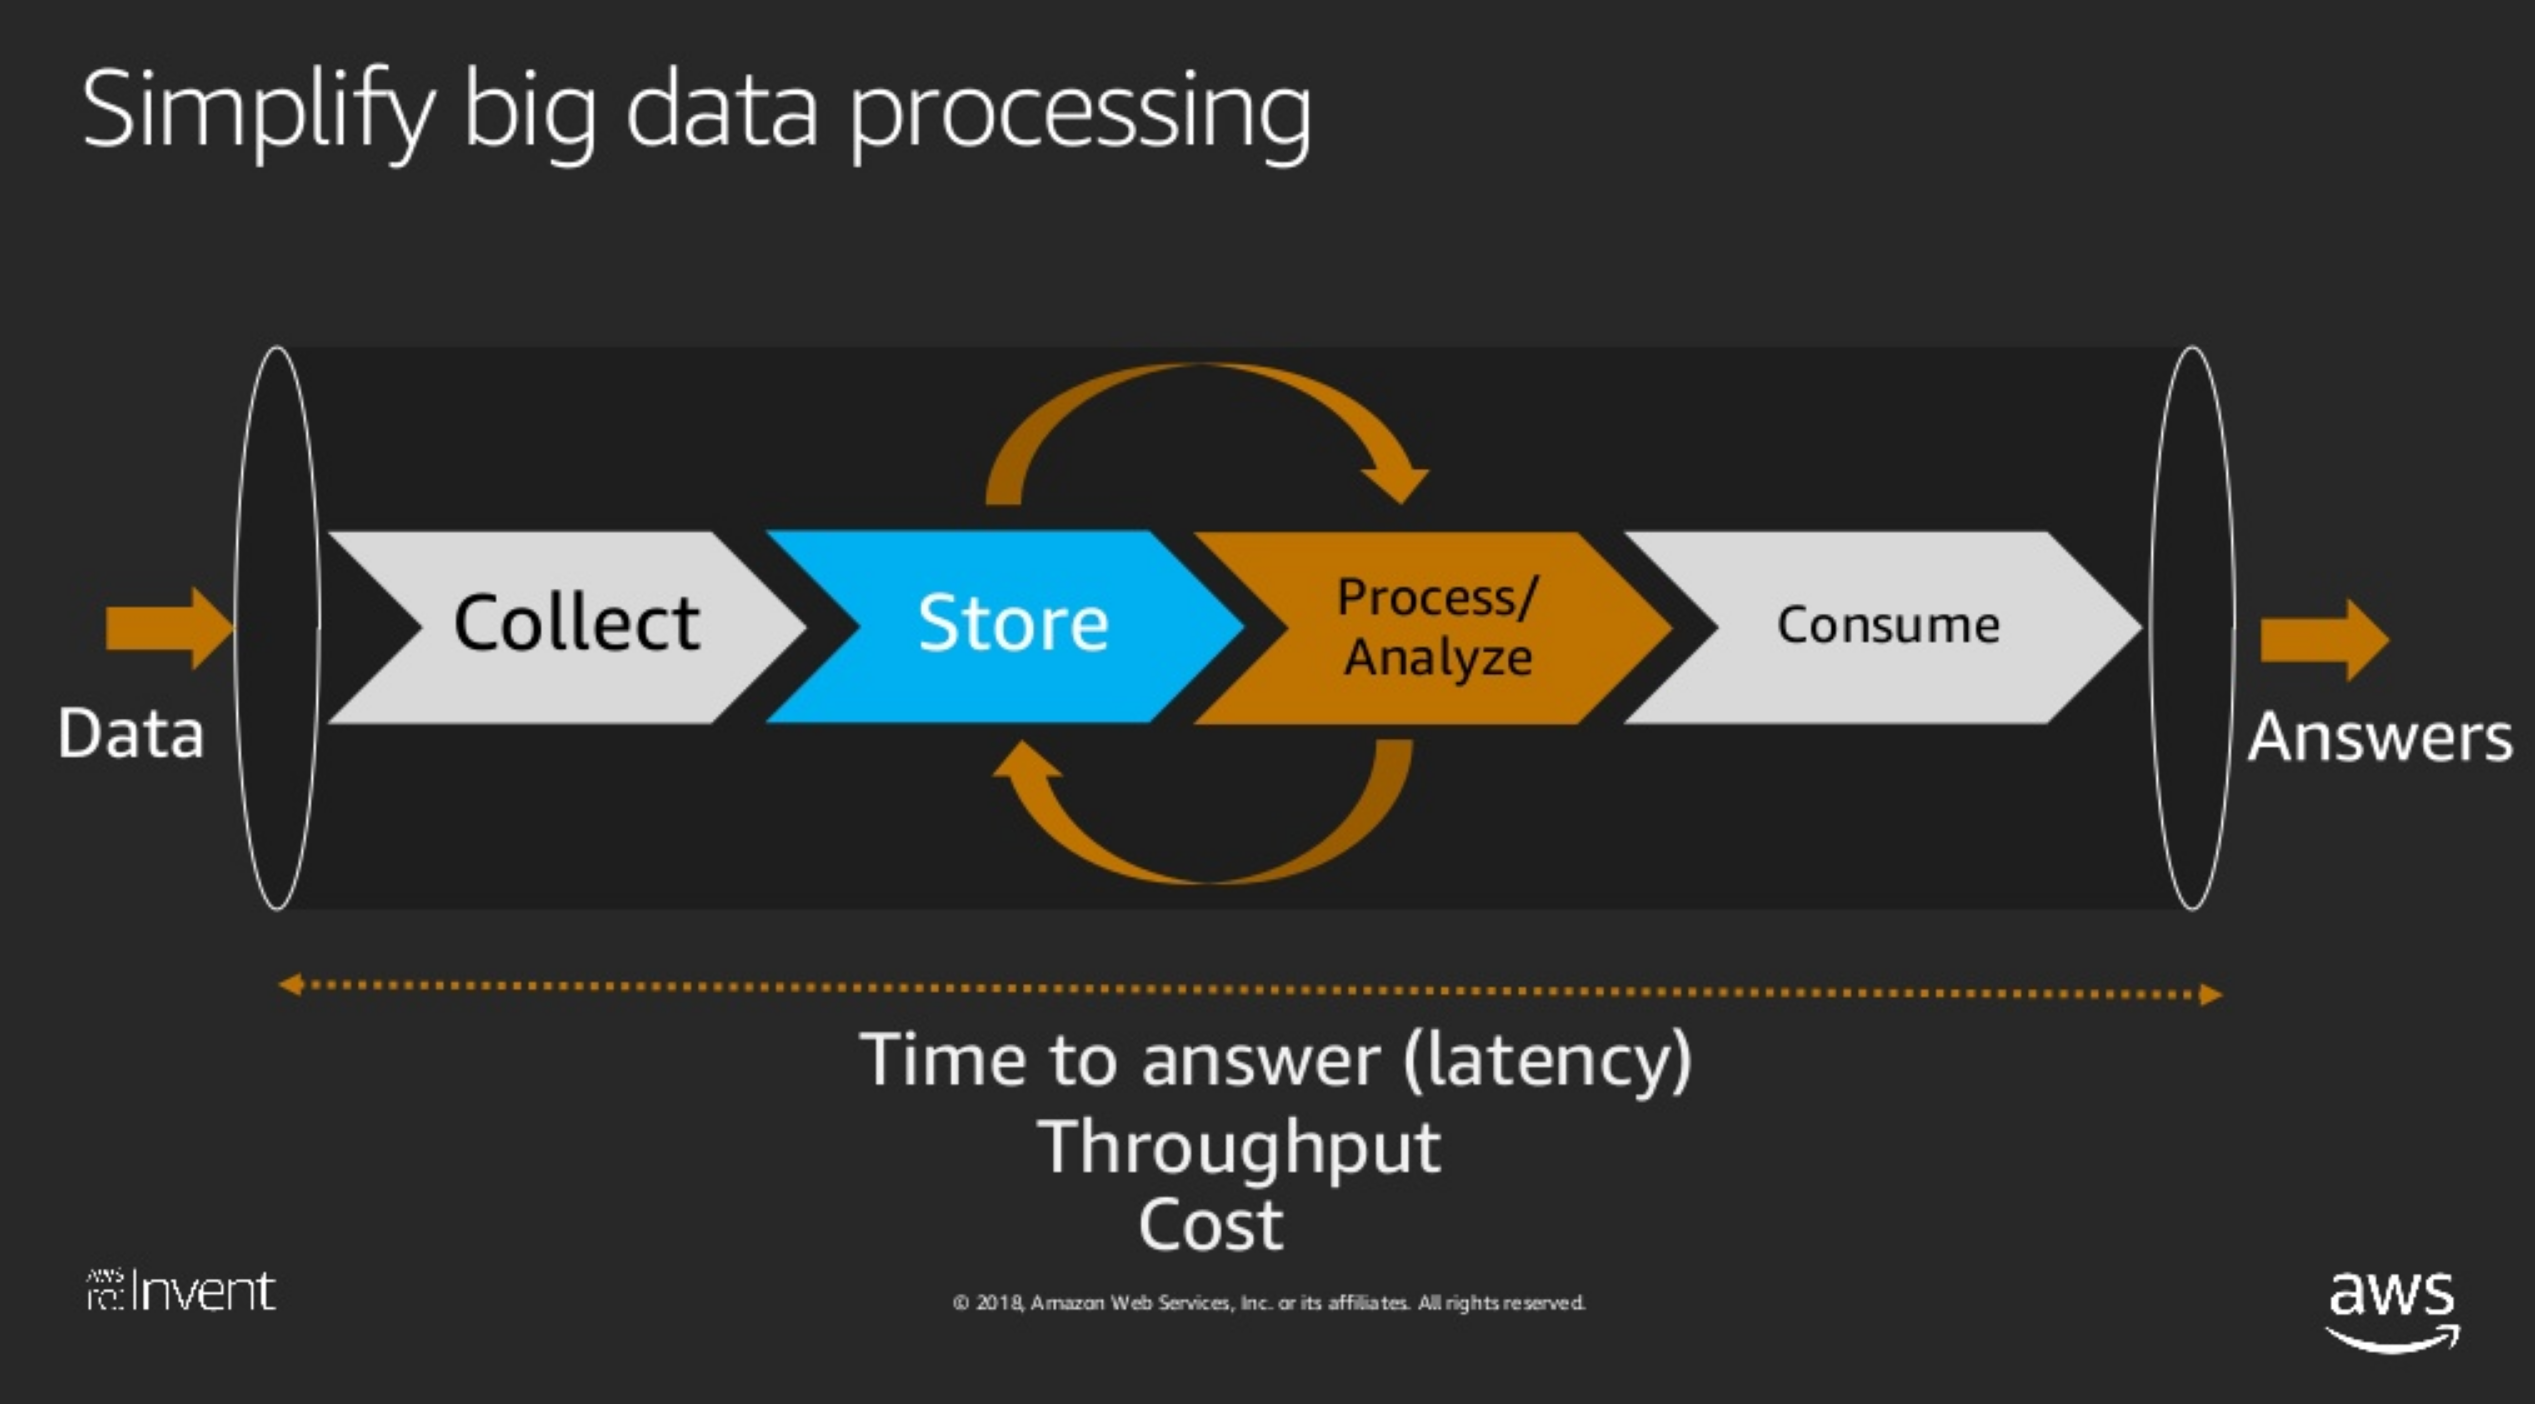 Simplify big data processing
Collect
Store
Process/
Analyze
Consume
Data
Answers
Time to answer (latency)
Throughput
Cost
AWS
re:Invent
© 2018, Amazon Web Services, Inc. or its affiliates. All rights reserved.
aws